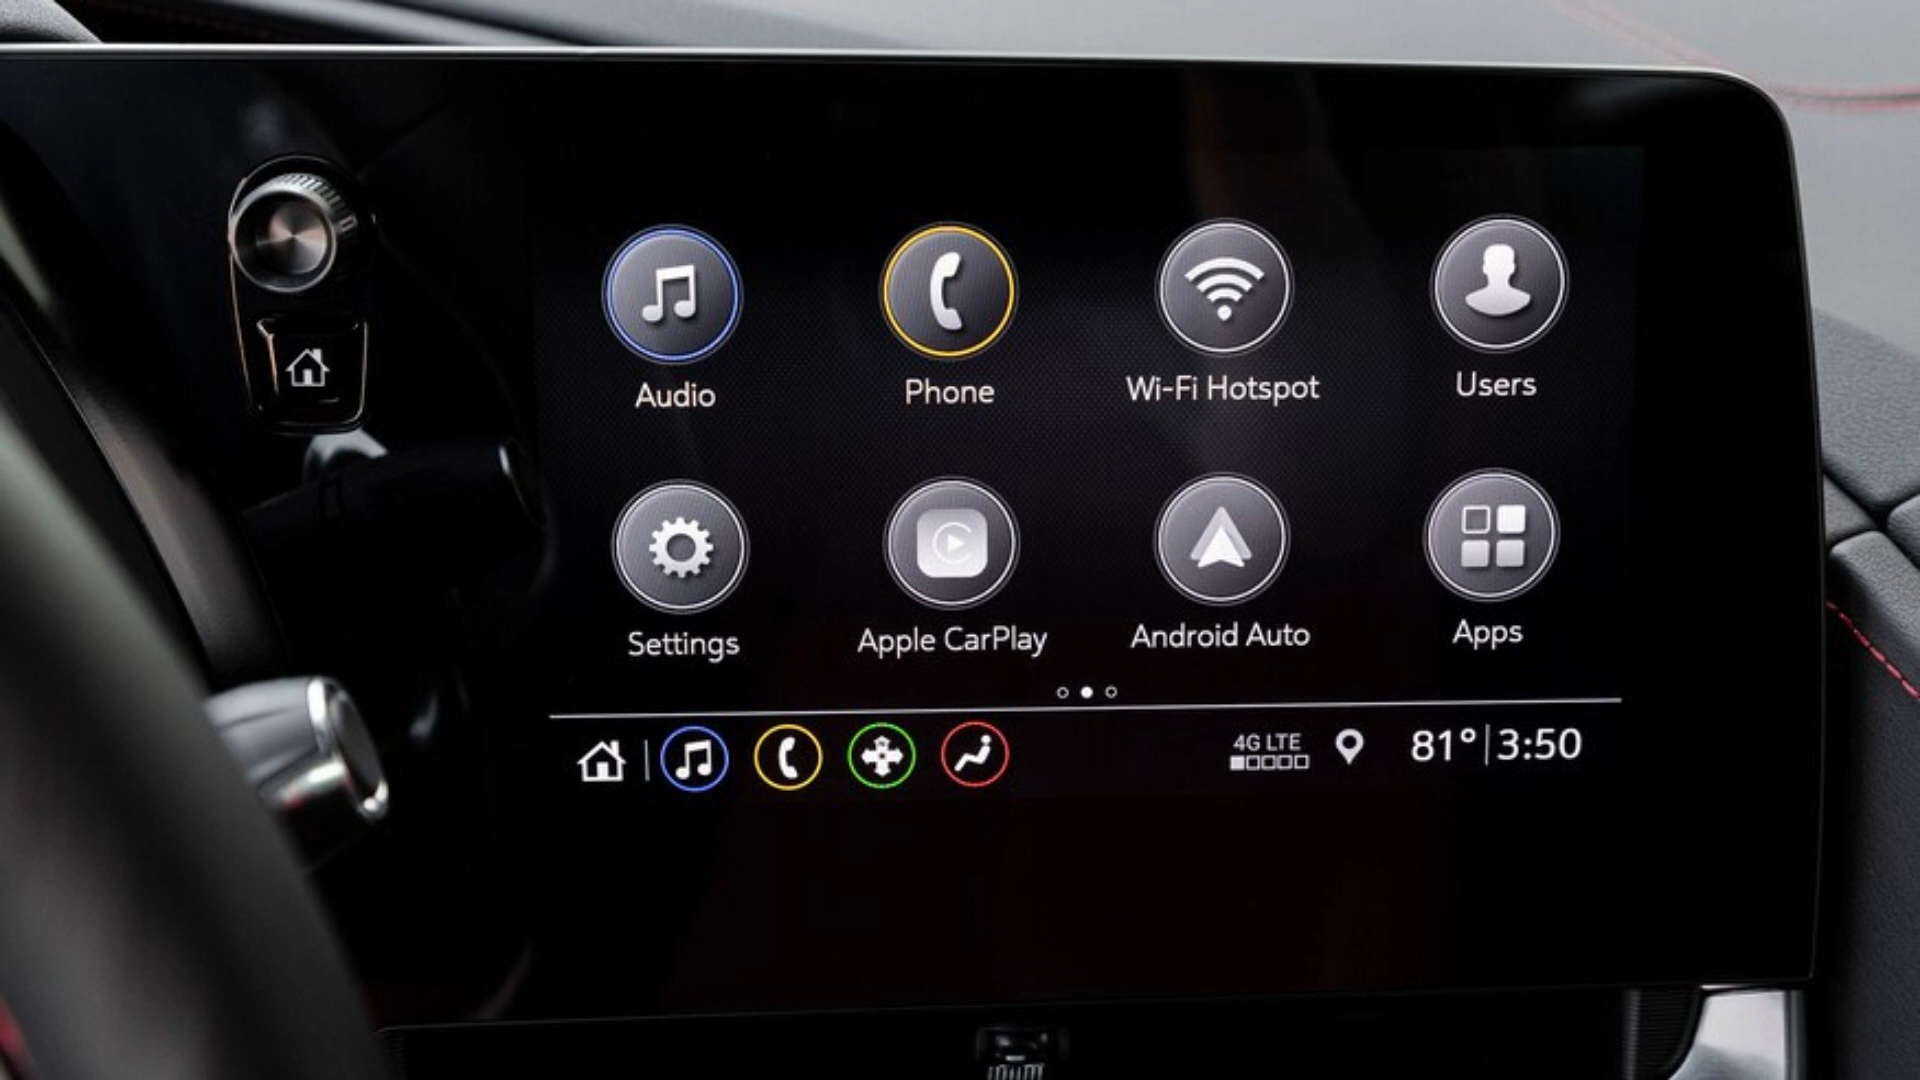 Audio
Phone
Wi-Fi Hotspot
Users
Settings
Apple CarPlay
Android Auto
Apps
4G LTE
81° 3:50